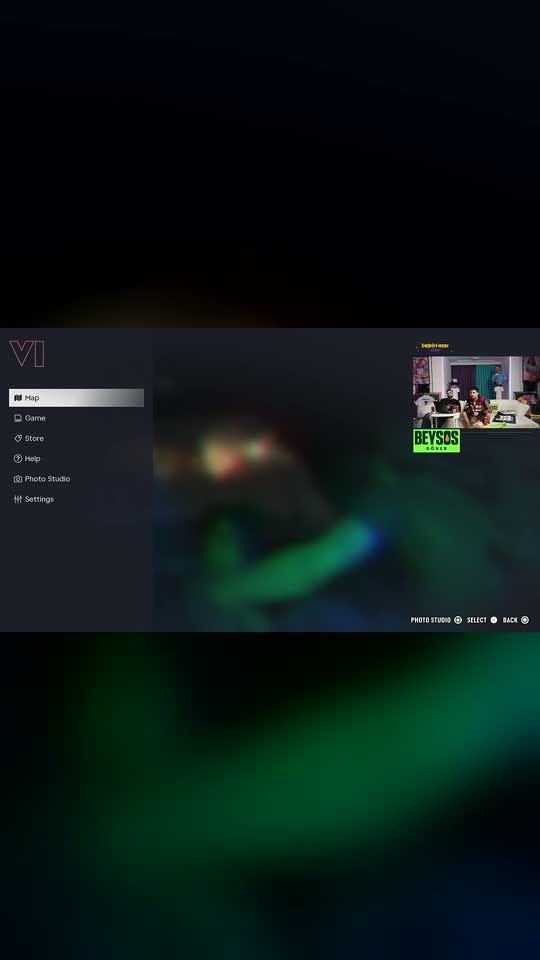 VI
Map
Game
Store
Help
Photo Studio
Settings
BEYSOS
DÖNER
PHOTO STUDIO
SELECT
BACK